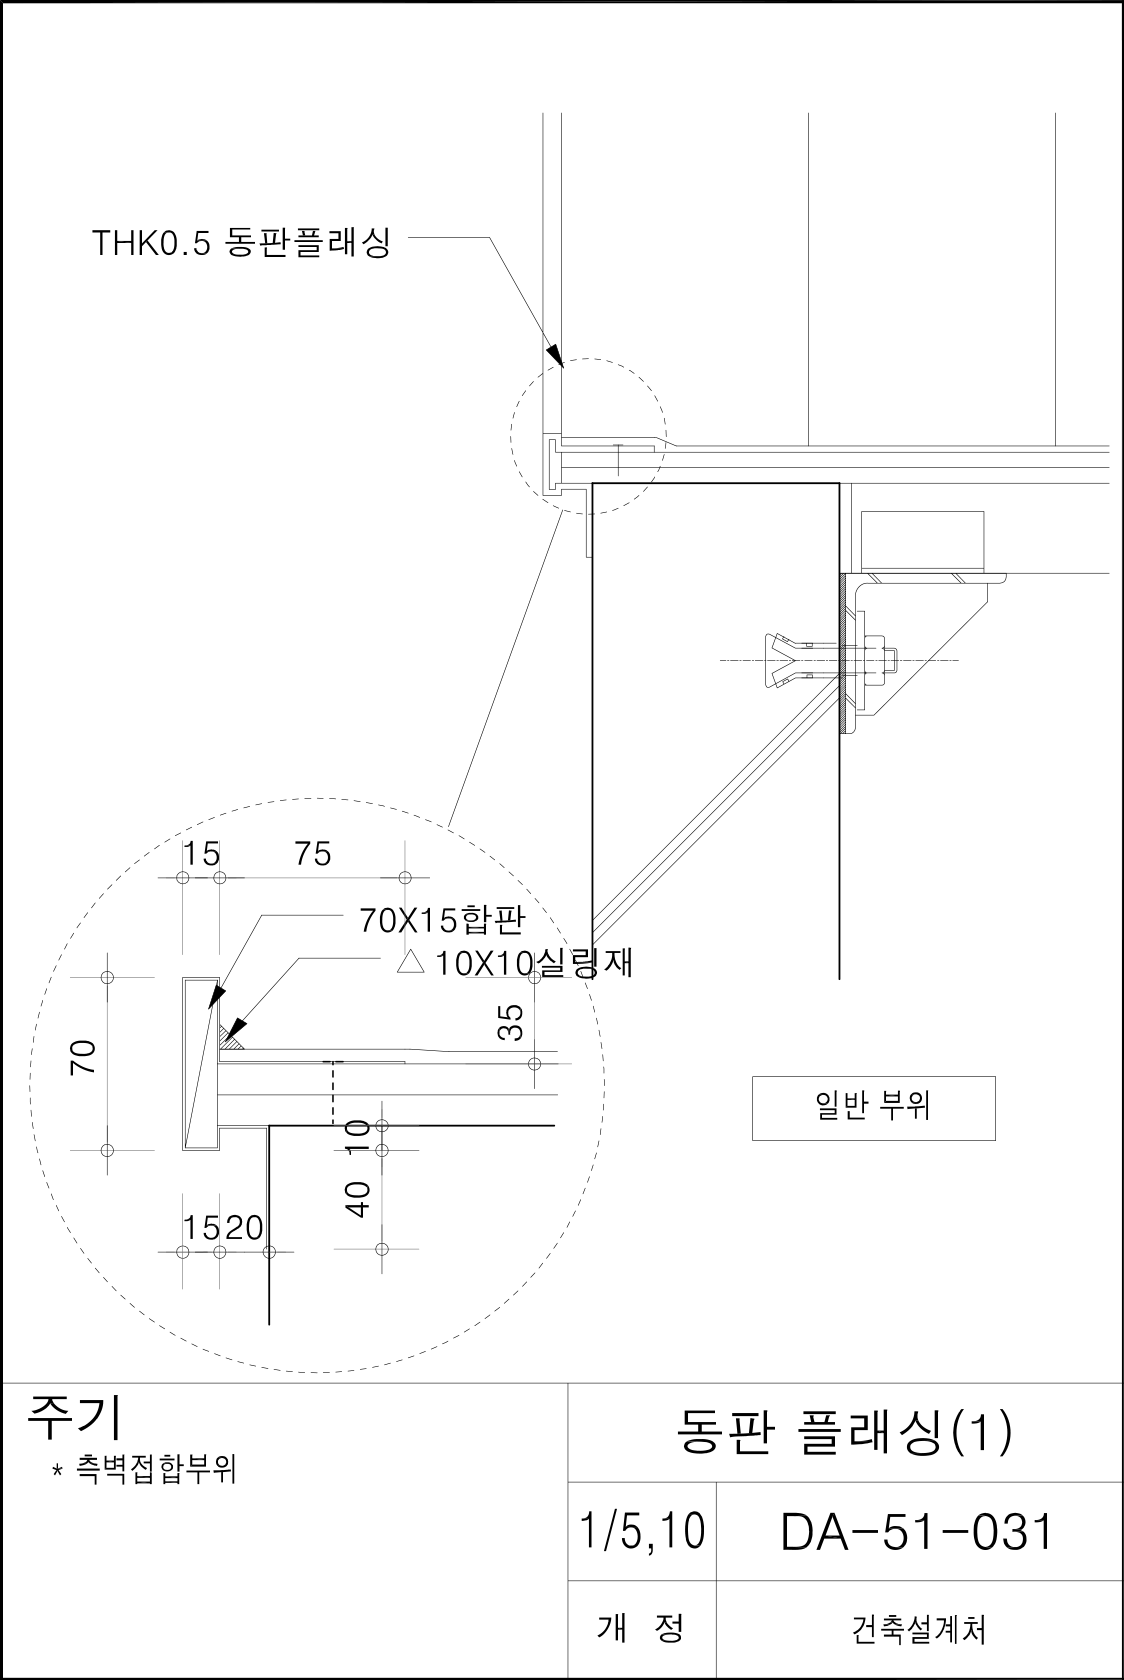 THK0.5 동판플래싱
15 75
70X15합판
10X10실링재
35
70
일반 부위
10
40
15 20
주기
* 측벽접합부위
동판 플래싱(1)
1/5,10 DA-51-031
개 정 건축설계처